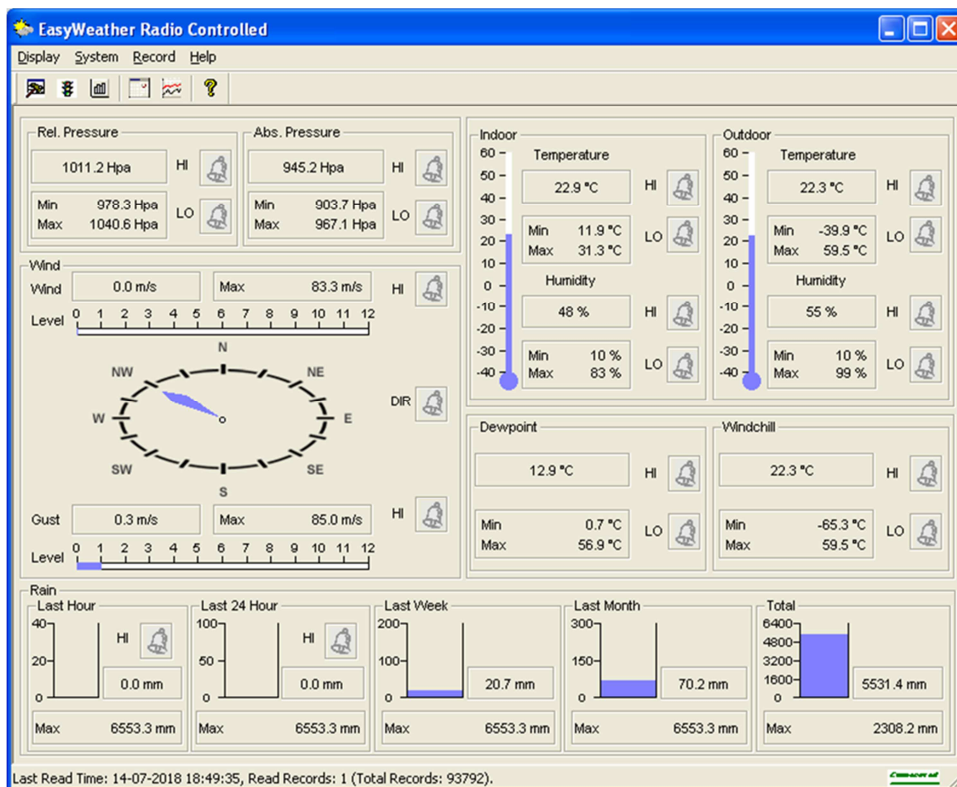 EasyWeather Radio Controlled
Display System Record Help
Rel. Pressure
1011.2 Hpa HI
Min 978.3 Hpa LO
Max 1040.6 Hpa
Abs. Pressure
945.2 Hpa HI
Min 903.7 Hpa LO
Max 967.1 Hpa
Wind
Wind 0.0 m/s Max 83.3 m/s HI
Level 0 1 2 3 4 5 6 7 8 9 10 11 12
N
NW NE
W E DIR
SW SE
S
Gust 0.3 m/s Max 85.0 m/s HI
Level 0 1 2 3 4 5 6 7 8 9 10 11 12
Indoor
60
50
40
30
20
10
0
-10
-20
-30
-40
Temperature
22.9 °C HI
Min 11.9 °C LO
Max 31.3 °C
Humidity
48 % HI
Min 10 % LO
Max 83 %
Outdoor
60
50
40
30
20
10
0
-10
-20
-30
-40
Temperature
22.3 °C HI
Min -39.9 °C LO
Max 59.5 °C
Humidity
55 % HI
Min 10 % LO
Max 99 %
Dewpoint
12.9 °C HI
Min 0.7 °C LO
Max 56.9 °C
Windchill
22.3 °C HI
Min -65.3 °C LO
Max 59.5 °C
Rain
Last Hour
40
20
0
HI
0.0 mm
Max 6553.3 mm
Last 24 Hour
100
50
0
HI
0.0 mm
Max 6553.3 mm
Last Week
200
100
0
20.7 mm
Max 6553.3 mm
Last Month
300
150
0
70.2 mm
Max 6553.3 mm
Total
6400
4800
3200
1600
0
5531.4 mm
Max 2308.2 mm
Last Read Time: 14-07-2018 18:49:35, Read Records: 1 (Total Records: 93792).